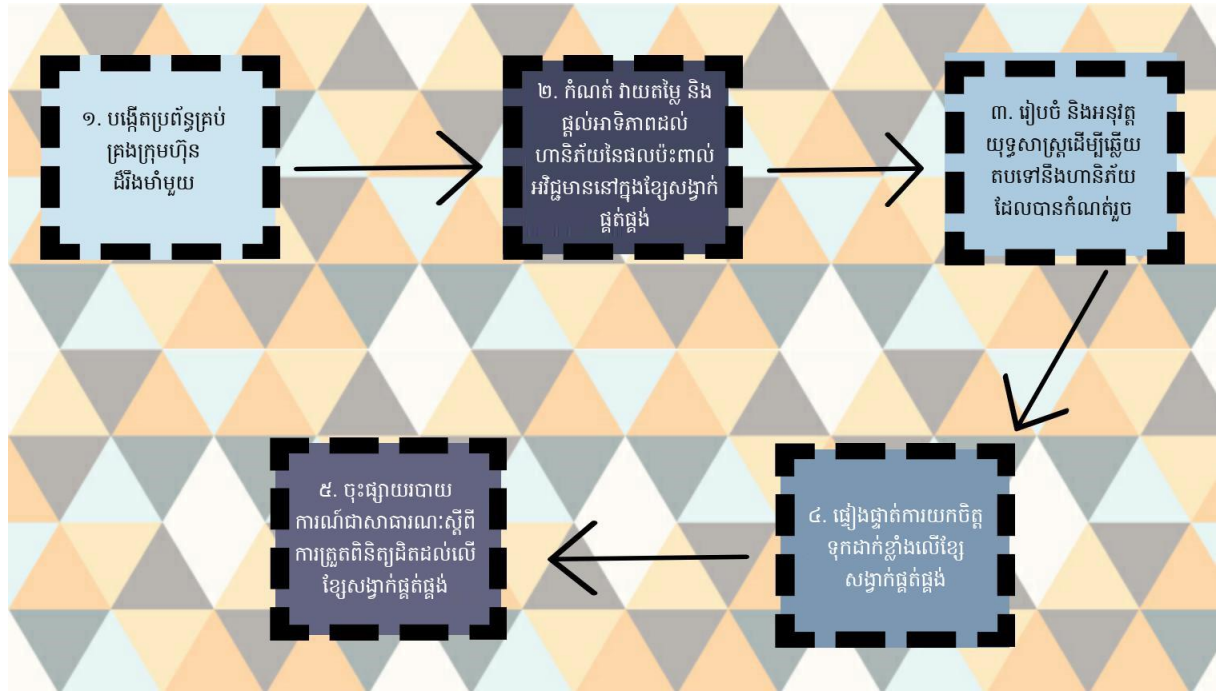 ១. បង្កើតប្រព័ន្ធគ្រប់
គ្រងក្រុមហ៊ុន
ដ៏រឹងមាំមួយ
២. កំណត់ វាយតម្លៃ និង
ផ្តល់អាទិភាពដល់
ហានិភ័យនៃផលប៉ះពាល់
អវិជ្ជមាននៅក្នុងខ្សែសង្វាក់
ផ្គត់ផ្គង់
៣. រៀបចំ និងអនុវត្ត
យុទ្ធសាស្ត្រដើម្បីឆ្លើយ
តបទៅនឹងហានិភ័យ
ដែលបានកំណត់រួច
៤. ផ្ទៀងផ្ទាត់ការយកចិត្ត
ទុកដាក់ខ្លាំងលើខ្សែ
សង្វាក់ផ្គត់ផ្គង់
៥. ចុះផ្សាយរបាយ
ការណ៍ជាសាធារណៈស្តីពី
ការត្រួតពិនិត្យដិតដល់លើ
ខ្សែសង្វាក់ផ្គត់ផ្គង់